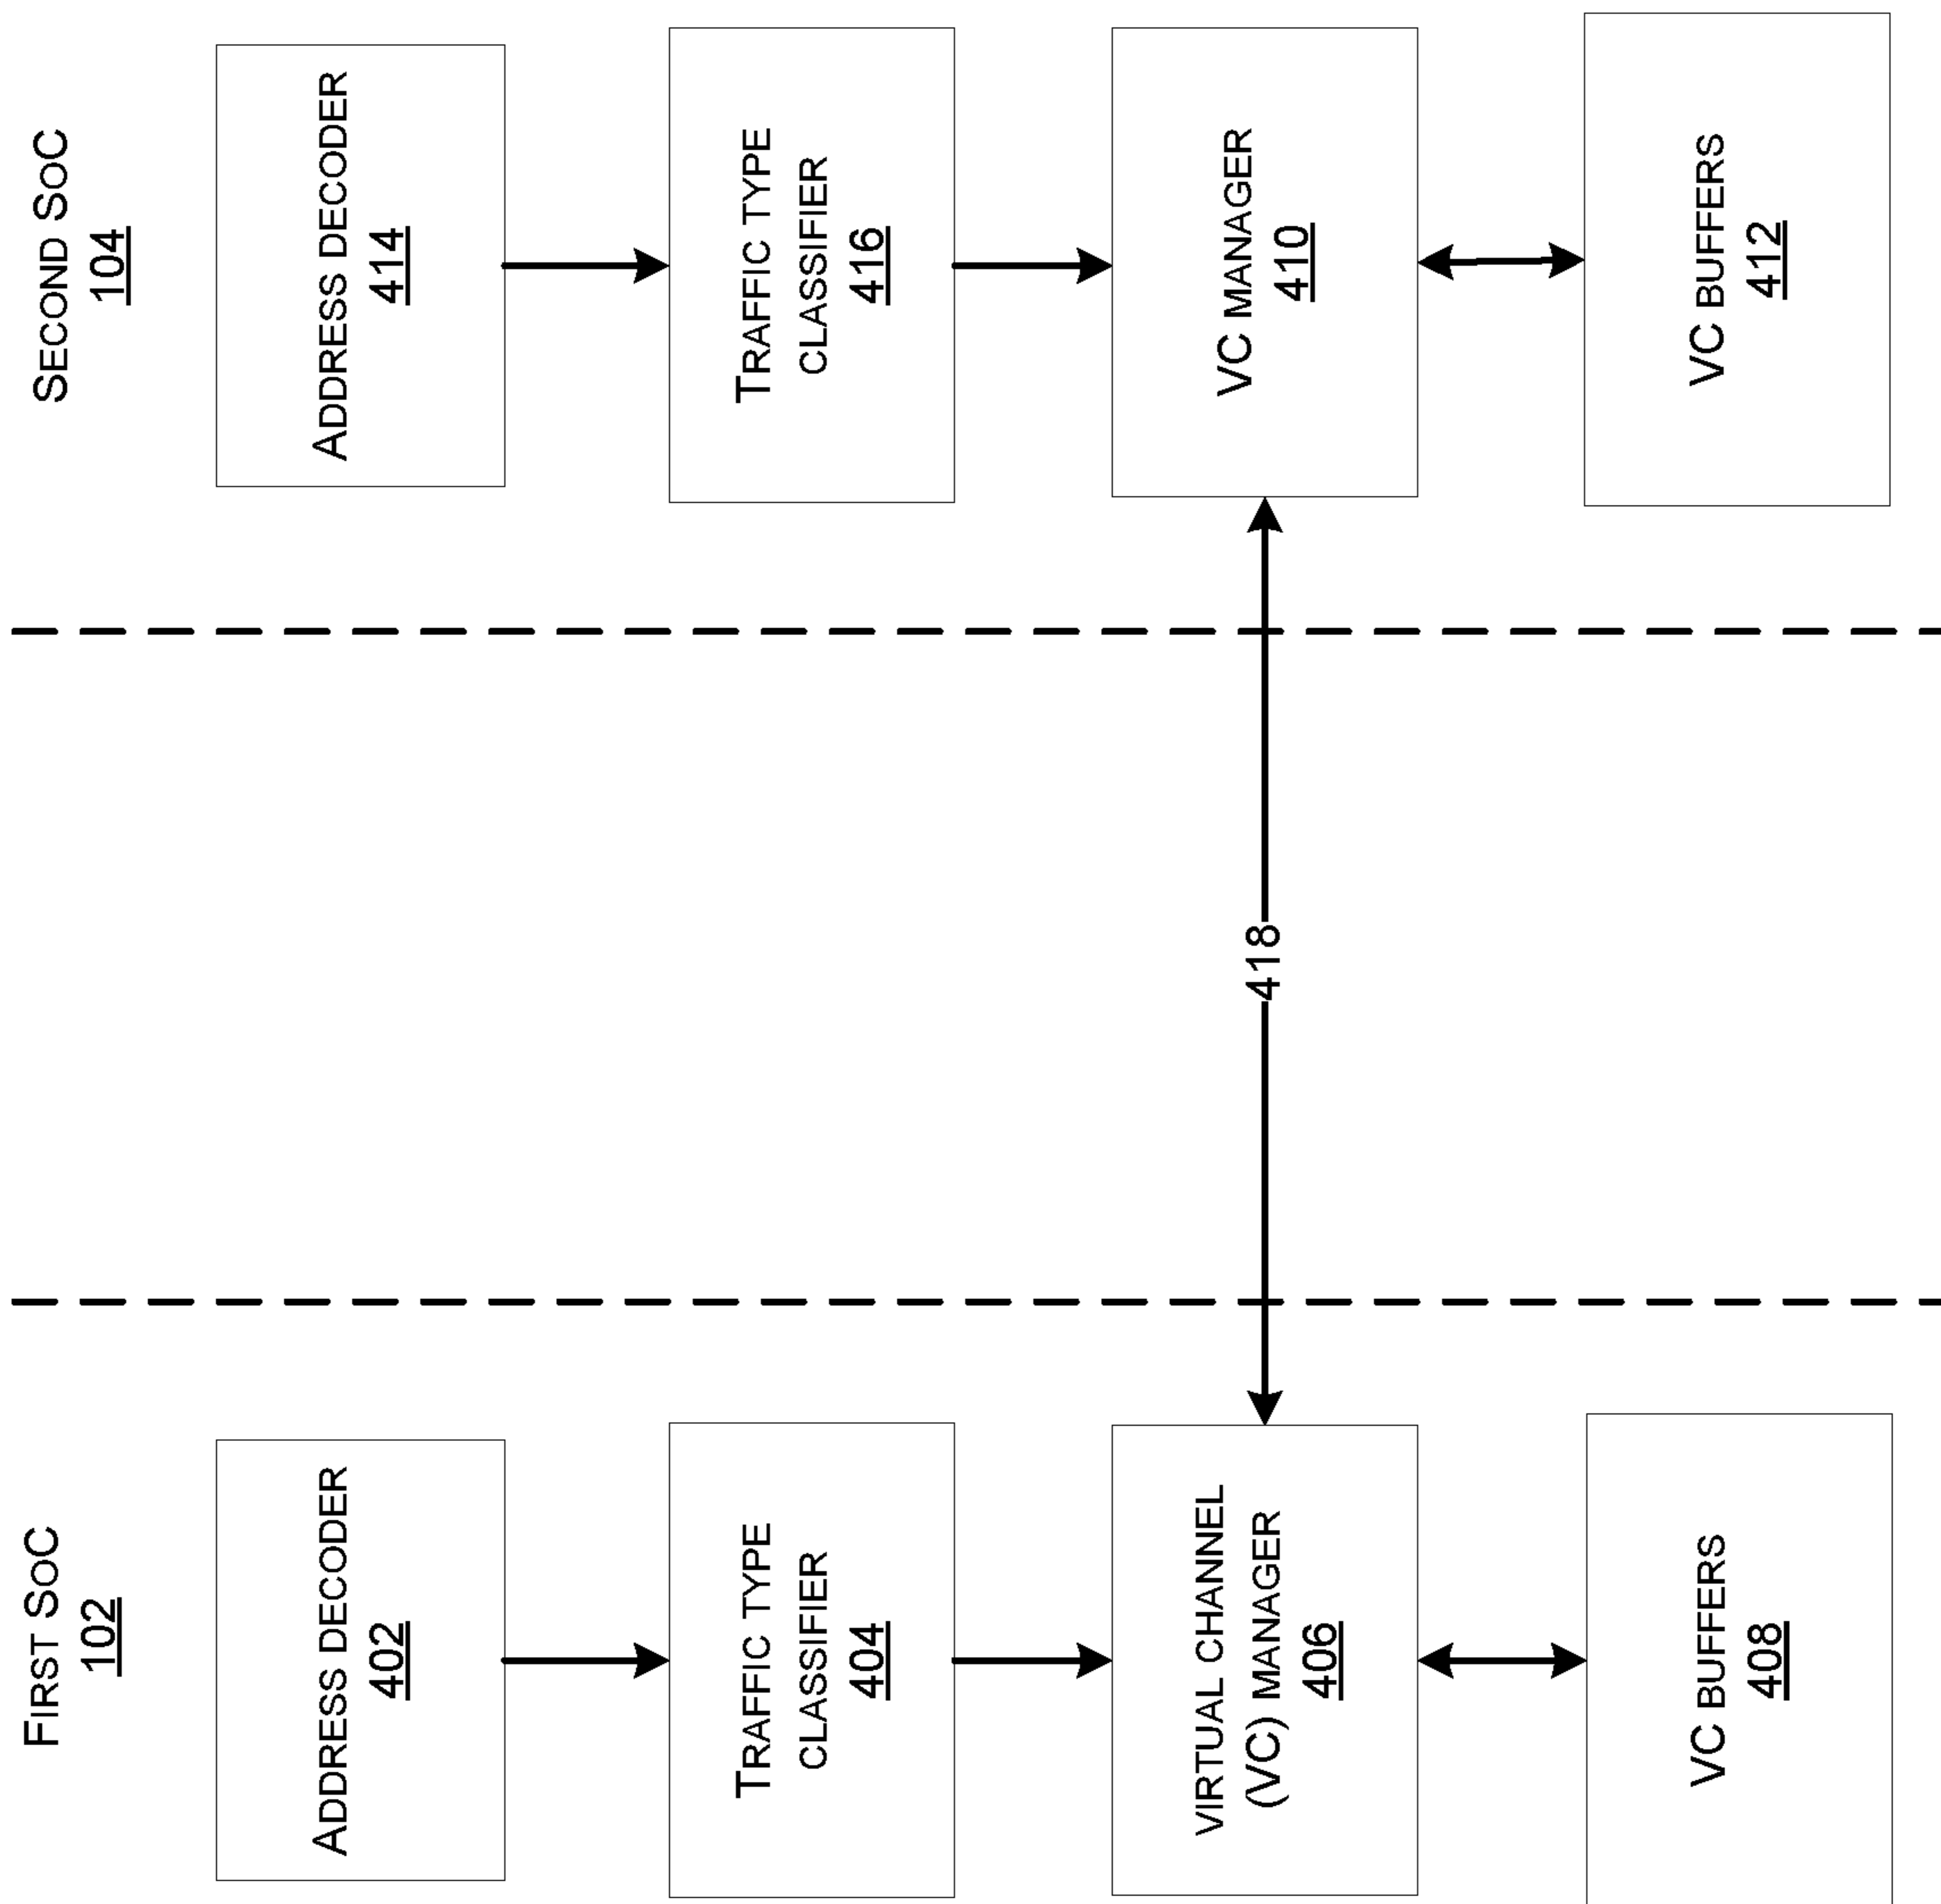 First SoC
102
Address decoder
402
Traffic type
classifier
404
virtual channel
(VC) manager
406
VC buffers
408
418
Second SoC
104
Address decoder
414
Traffic type
classifier
416
VC manager
410
VC buffers
412